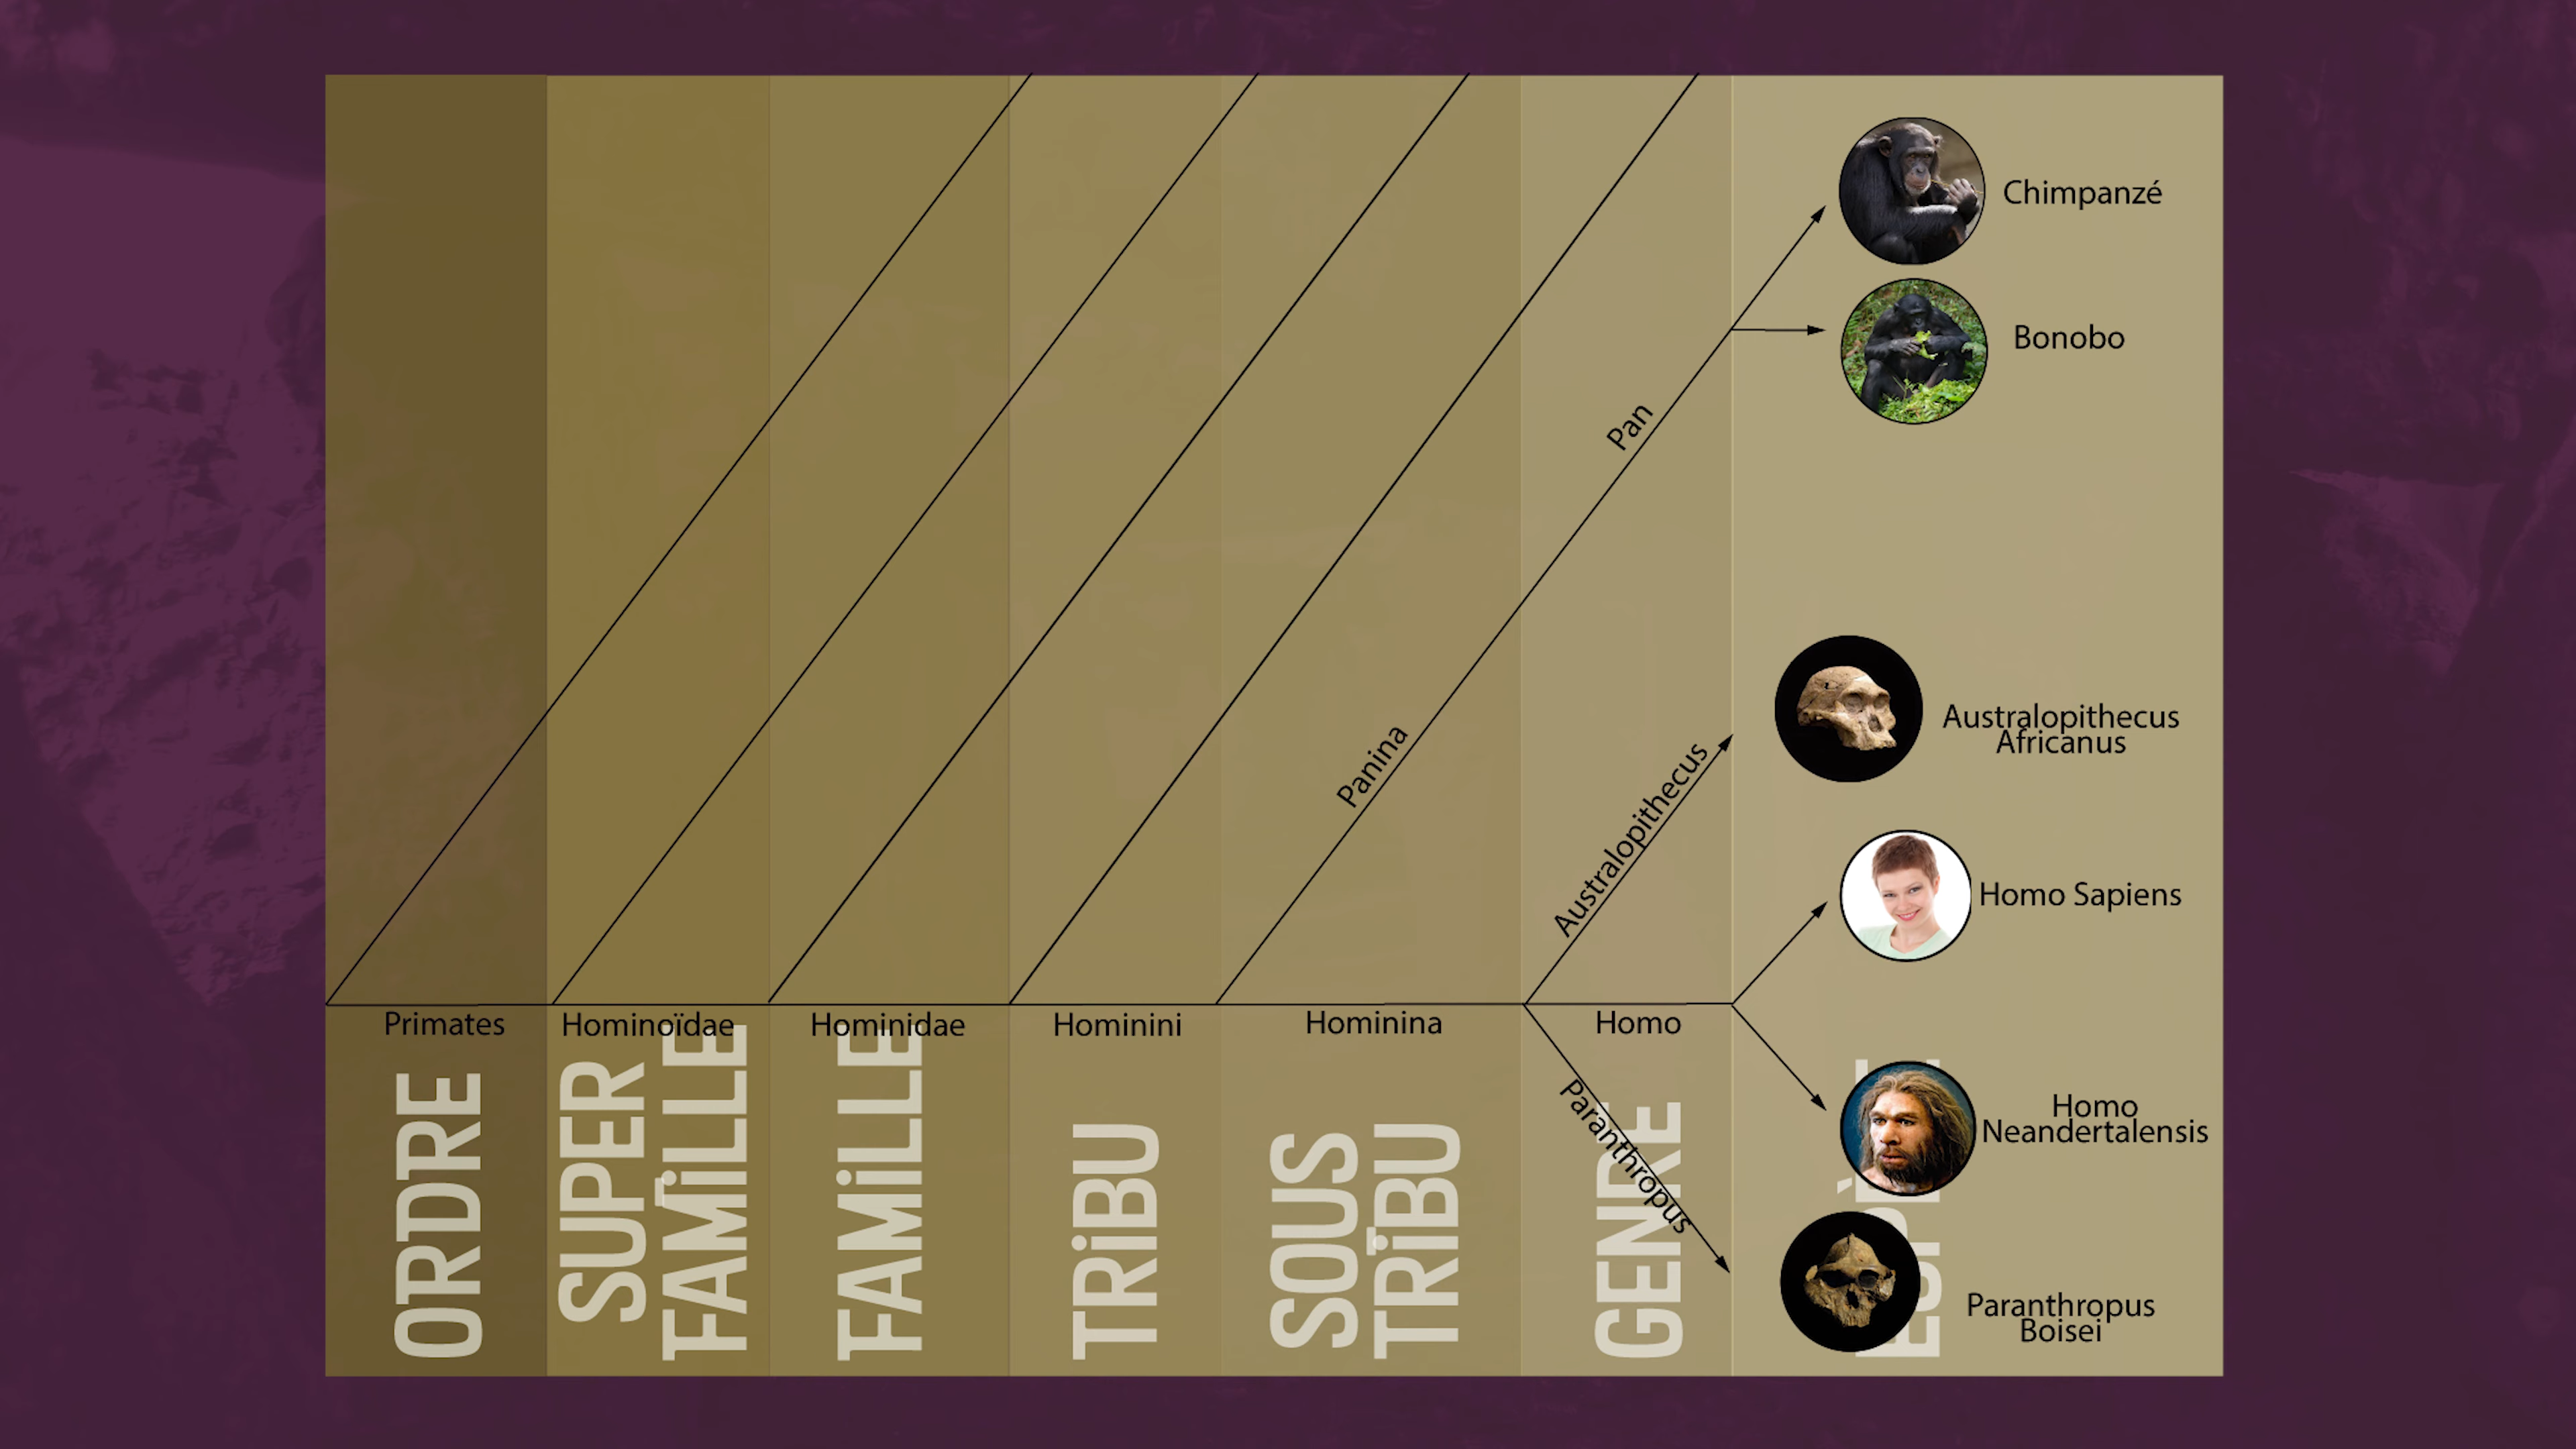 Chimpanzé
Bonobo
Pan
Panina
Australopithecus
Australopithecus
Africanus
Homo Sapiens
Primates
Hominoïdae
Hominidae
Hominini
Hominina
Homo
Paranthropus
Homo
Neandertalensis
Paranthropus
Boisei
ORDRE
SUPER
FAMiLLE
FAMiLLE
TRiBU
SOUS
TRiBU
GENRE